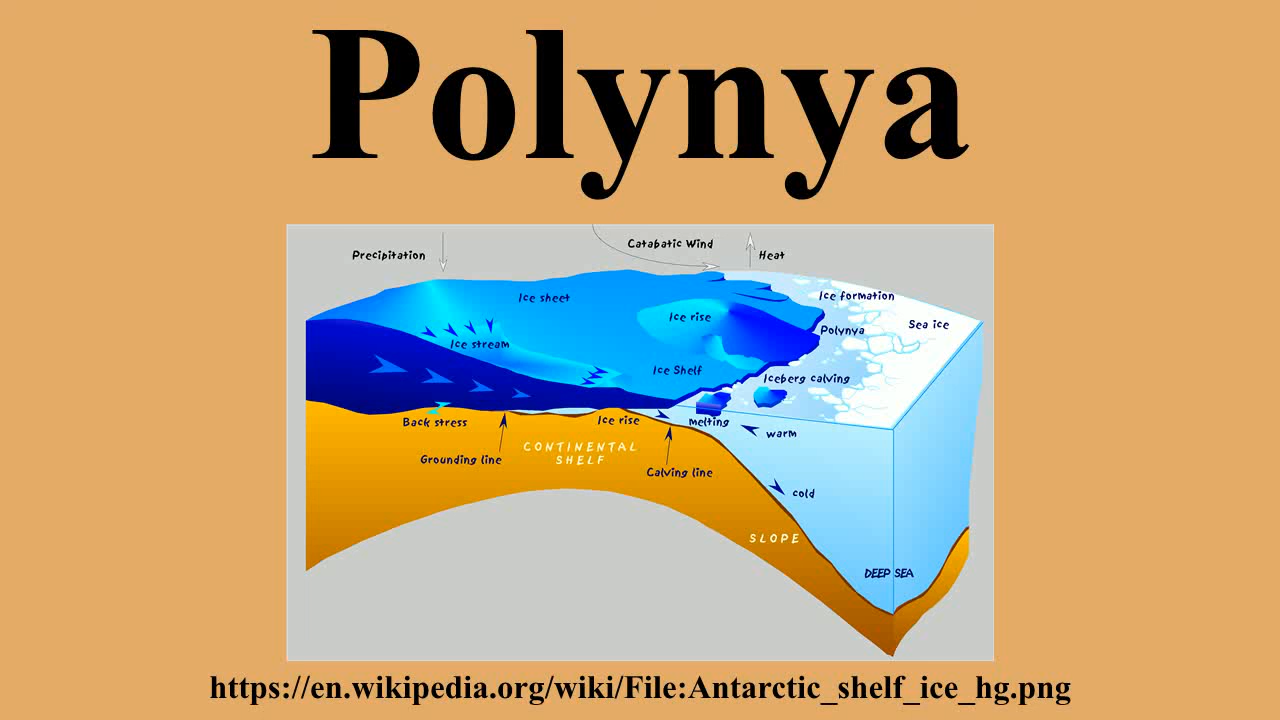 Polynya
Catabatic Wind
Precipitation
Heat
Ice sheet
Ice formation
Ice rise
Sea ice
Polynya
Ice stream
Ice Shelf
Iceberg calving
Back stress
Ice rise
melting
warm
CONTINENTAL
SHELF
Grounding line
Calving line
cold
SLOPE
DEEP SEA
https://en.wikipedia.org/wiki/File:Antarctic_shelf_ice_hg.png